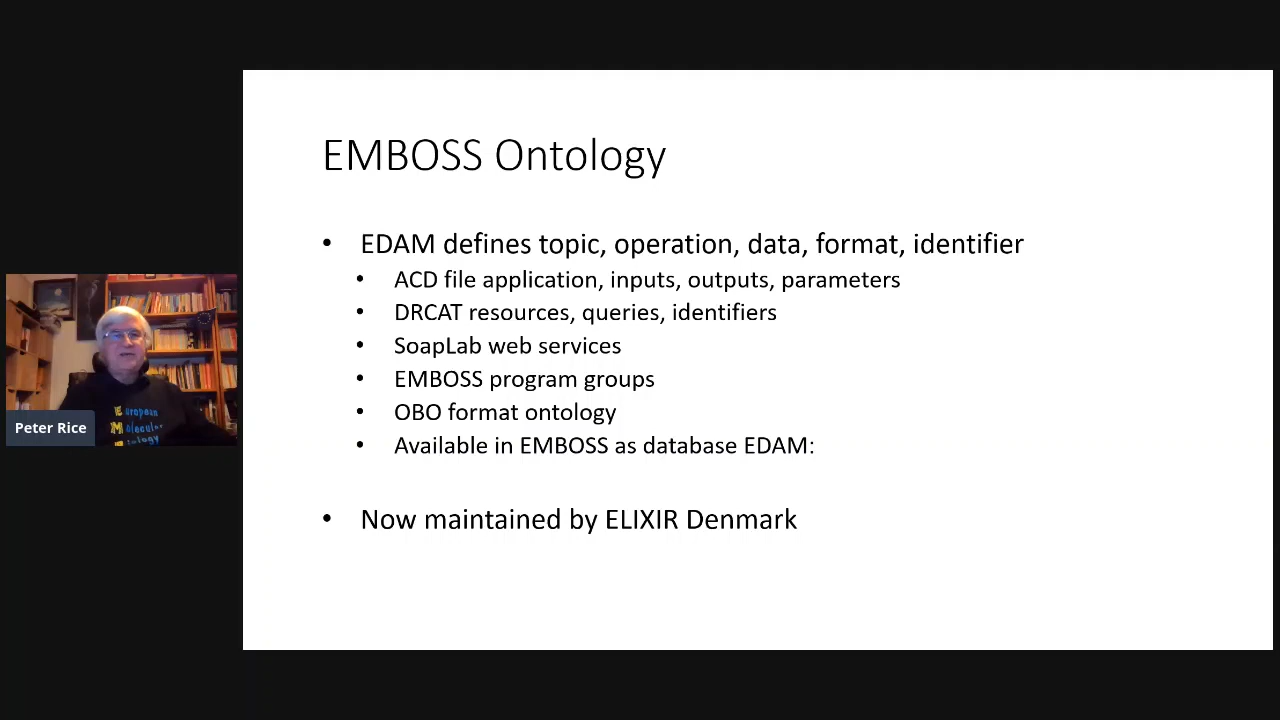 EMBOSS Ontology
• EDAM defines topic, operation, data, format, identifier
• ACD file application, inputs, outputs, parameters
• DRCAT resources, queries, identifiers
• SoapLab web services
• EMBOSS program groups
• OBO format ontology
• Available in EMBOSS as database EDAM:
• Now maintained by ELIXIR Denmark
Peter Rice
European